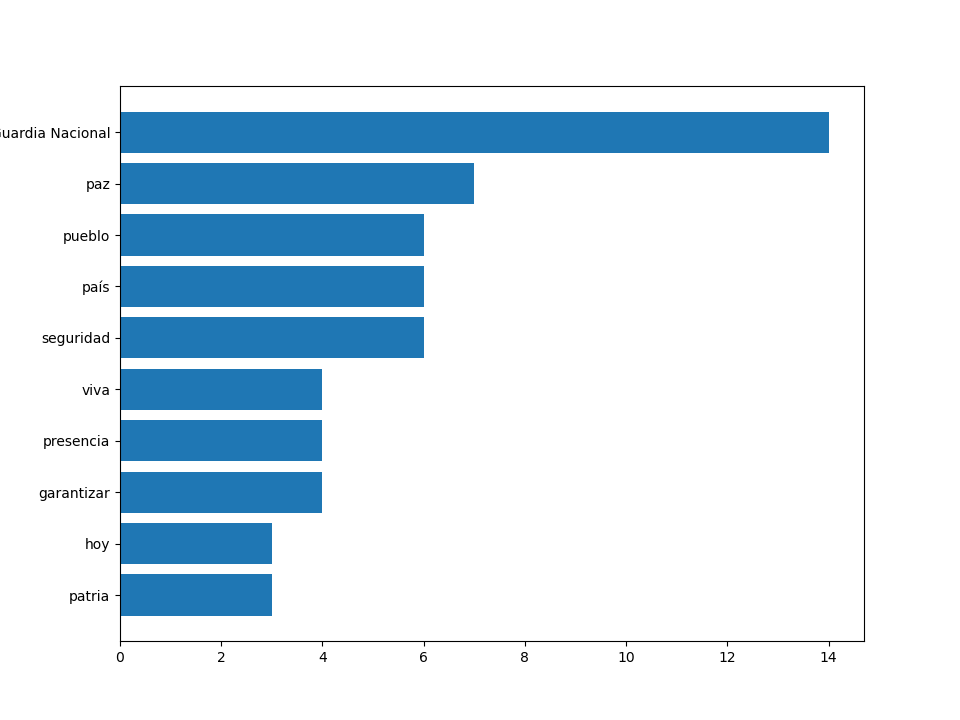 uardia Nacional
paz
pueblo
país
seguridad
viva
presencia
garantizar
hoy
patria
0 2 4 6 8 10 12 14